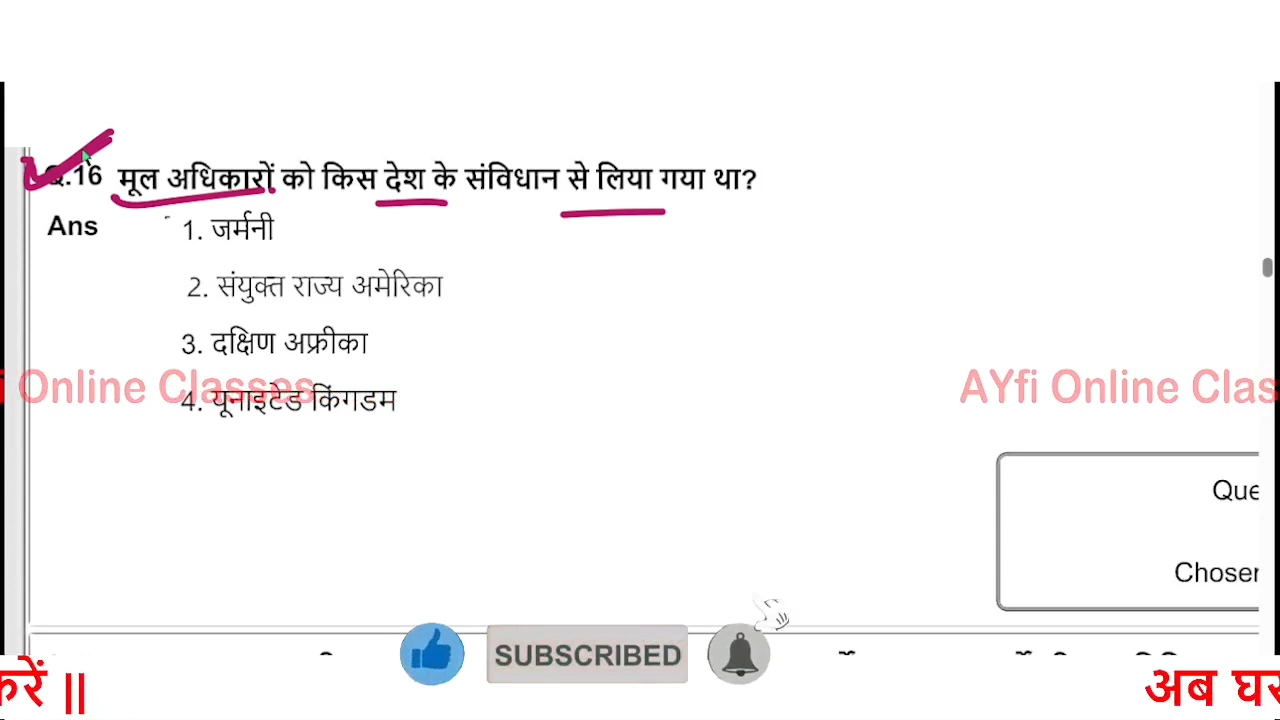 Q.16 मूल अधिकारों को किस देश के संविधान से लिया गया था?
Ans 1. जर्मनी
2. संयुक्त राज्य अमेरिका
3. दक्षिण अफ्रीका
Online Classes
AYfi Online Clas
4. यूनाइटेड किंगडम
Que
Chosen
SUBSCRIBED
करें ||
अब घर